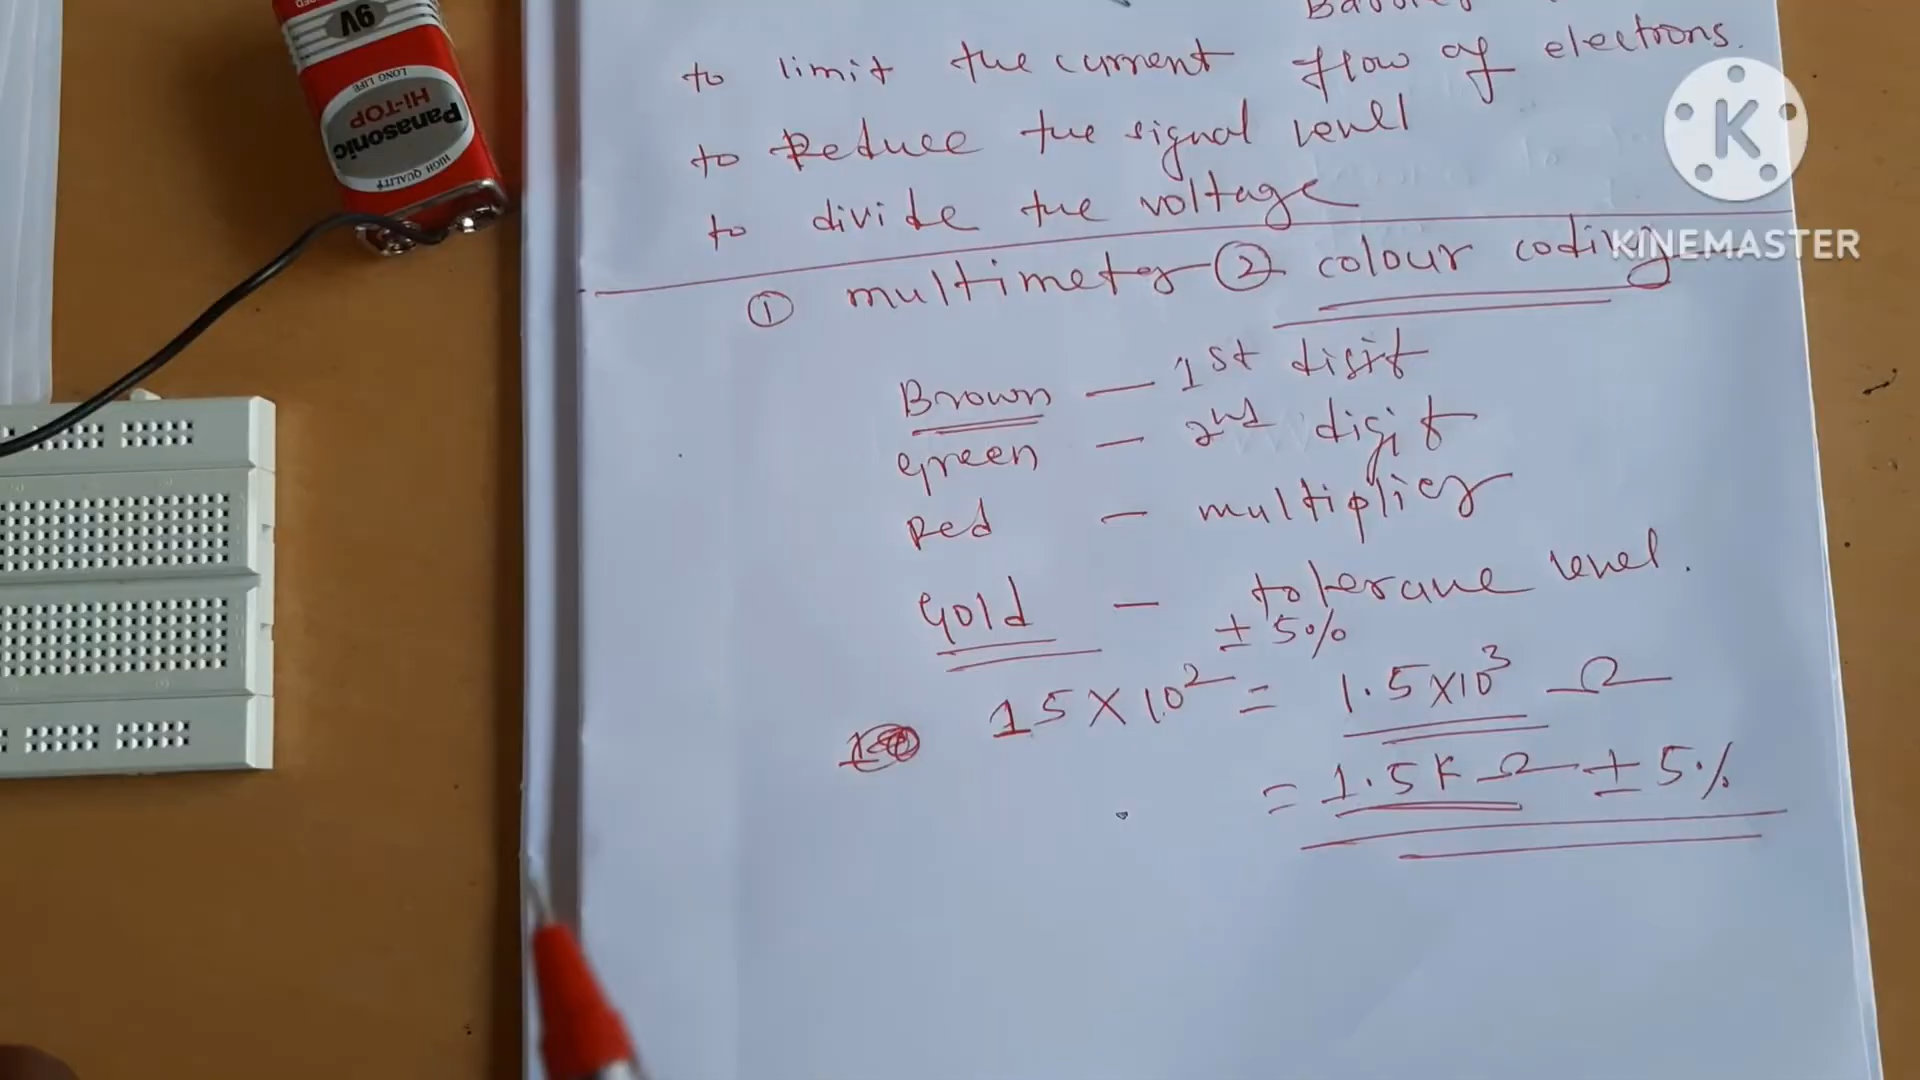 9V
LONG LIFE
Hi-TOP
Panasonic
HIGH QUALITY
to limit the current flow of electrons.
to Reduce the signal level
to divide the voltage
K
KINEMASTER
① multimeter ② colour coding
Brown — 1st digit
green — 2nd digit
Red — multiplier
Gold — tolerance level.
± 5%
15 X 10² = 1.5 X 10³ Ω
= 1.5K Ω ± 5%